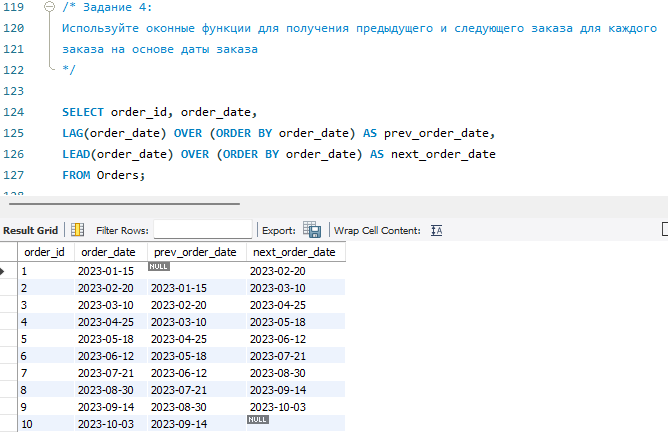 119 /* Задание 4:
120 Используйте оконные функции для получения предыдущего и следующего заказа для каждого
121 заказа на основе даты заказа
122 */
123
124 SELECT order_id, order_date,
125 LAG(order_date) OVER (ORDER BY order_date) AS prev_order_date,
126 LEAD(order_date) OVER (ORDER BY order_date) AS next_order_date
127 FROM Orders;
Result Grid Filter Rows: Export: Wrap Cell Content:
order_id order_date prev_order_date next_order_date
1 2023-01-15 NULL 2023-02-20
2 2023-02-20 2023-01-15 2023-03-10
3 2023-03-10 2023-02-20 2023-04-25
4 2023-04-25 2023-03-10 2023-05-18
5 2023-05-18 2023-04-25 2023-06-12
6 2023-06-12 2023-05-18 2023-07-21
7 2023-07-21 2023-06-12 2023-08-30
8 2023-08-30 2023-07-21 2023-09-14
9 2023-09-14 2023-08-30 2023-10-03
10 2023-10-03 2023-09-14 NULL